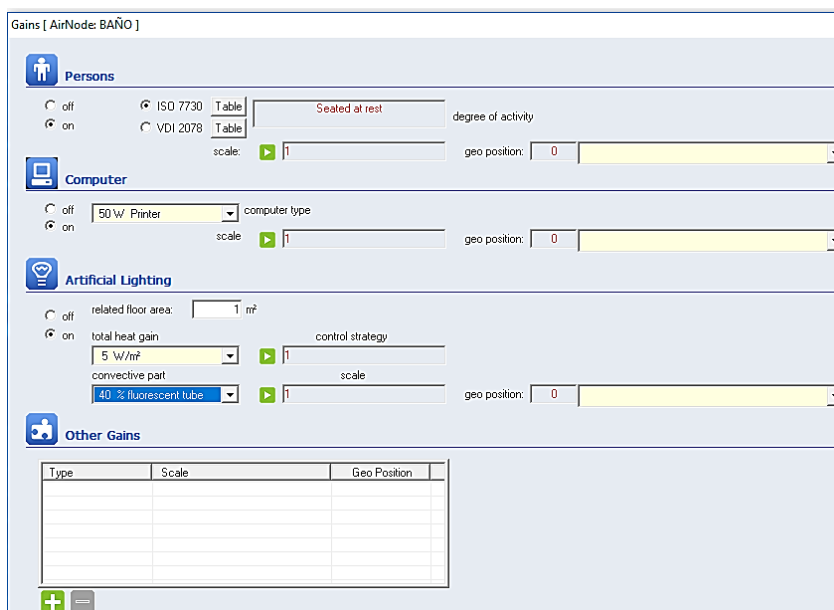 Gains [ AirNode: BAÑO ]
Persons
off
on
ISO 7730 Table
VDI 2078 Table
Seated at rest
degree of activity
scale: 1 geo position: 0
Computer
off
on
50 W Printer computer type
scale 1 geo position: 0
Artificial Lighting
off
on
related floor area: 1 m²
total heat gain control strategy
5 W/m² 1
convective part scale
40 % fluorescent tube 1 geo position: 0
Other Gains
Type Scale Geo Position